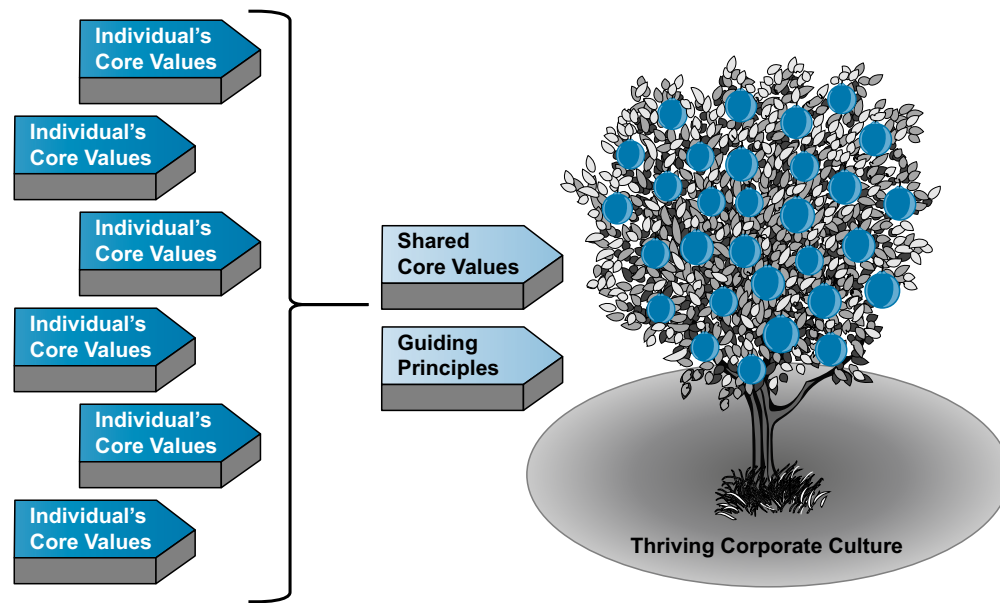 Individual's
Core Values
Individual's
Core Values
Individual's
Core Values
Individual's
Core Values
Individual's
Core Values
Individual's
Core Values
Shared
Core Values
Guiding
Principles
Thriving Corporate Culture